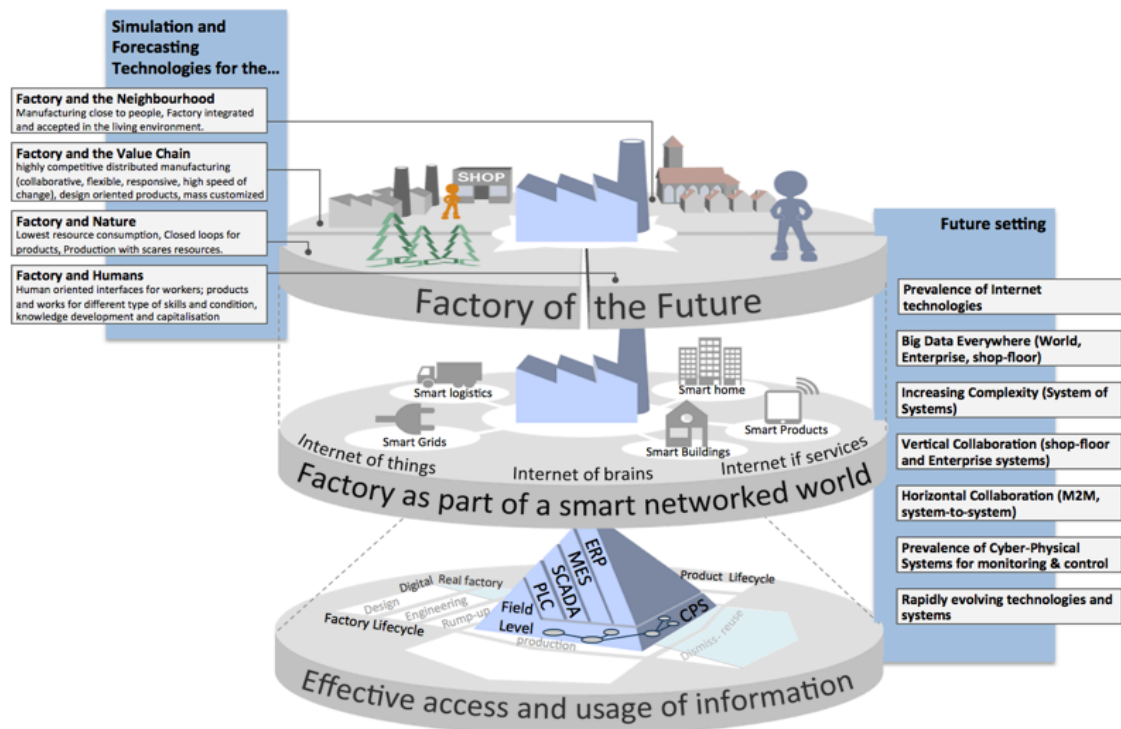 Simulation and
Forecasting
Technologies for the...
Factory and the Neighbourhood
Manufacturing close to people, Factory integrated
and accepted in the living environment.
Factory and the Value Chain
highly competitive distributed manufacturing
(collaborative, flexible, responsive, high speed of
change), design oriented products, mass customized
Factory and Nature
Lowest resource consumption, Closed loops for
products, Production with scares resources.
Factory and Humans
Human oriented interfaces for workers; products
and works for different type of skills and condition,
knowledge development and capitalisation
SHOP
Factory of the Future
Smart logistics
Smart home
Smart Grids
Smart Buildings
Smart Products
Internet of things
Internet of brains
Internet if services
Factory as part of a smart networked world
ERP
MES
SCADA
PLC
Field
Level
CPS
Digital Real factory
Product Lifecycle
Design
Engineering
Rump-up
Factory Lifecycle
production
Dismiss- reuse
Effective access and usage of information
Future setting
Prevalence of Internet
technologies
Big Data Everywhere (World,
Enterprise, shop-floor)
Increasing Complexity (System of
Systems)
Vertical Collaboration (shop-floor
and Enterprise systems)
Horizontal Collaboration (M2M,
system-to-system)
Prevalence of Cyber-Physical
Systems for monitoring & control
Rapidly evolving technologies and
systems